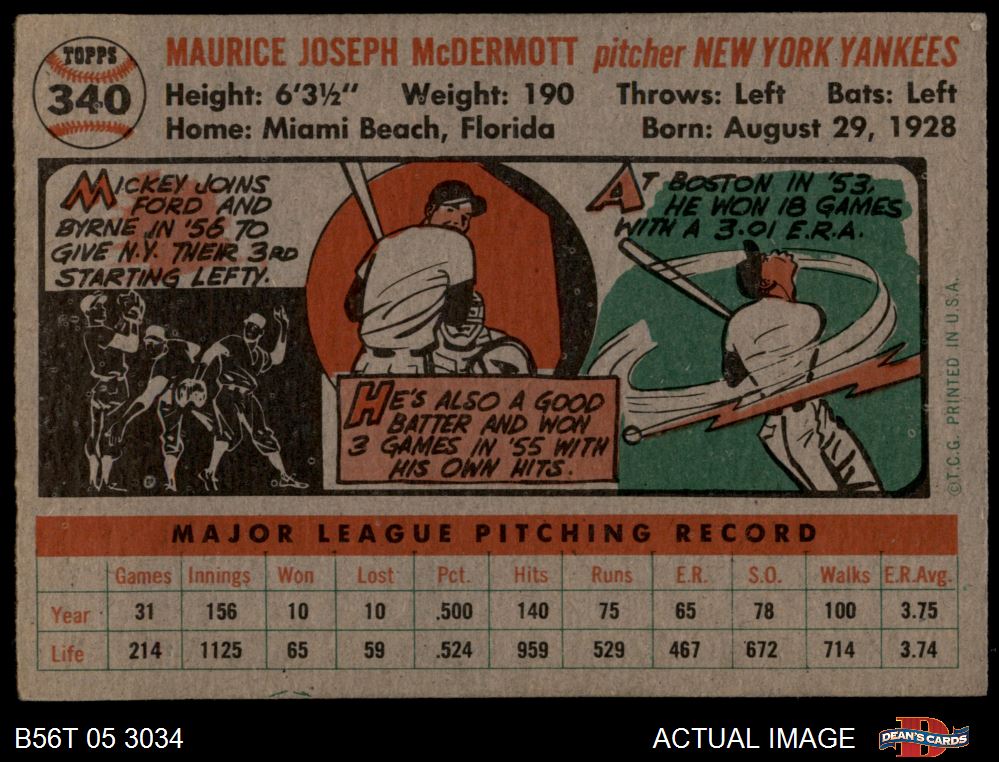 TOPPS
340
MAURICE JOSEPH McDERMOTT pitcher NEW YORK YANKEES
Height: 6'3½" Weight: 190 Throws: Left Bats: Left
Home: Miami Beach, Florida Born: August 29, 1928
MICKEY JOINS
FORD AND
BYRNE IN '56 TO
GIVE N.Y. THEIR 3RD
STARTING LEFTY.
HE'S ALSO A GOOD
BATTER AND WON
3 GAMES IN '55 WITH
HIS OWN HITS.
AT BOSTON IN '53,
HE WON 18 GAMES
WITH A 3.01 E.R.A.
©T.C.G. PRINTED IN U.S.A.
MAJOR LEAGUE PITCHING RECORD
Games Innings Won Lost Pct. Hits Runs E.R. S.O. Walks E.R.Avg.
Year 31 156 10 10 .500 140 75 65 78 100 3.75
Life 214 1125 65 59 .524 959 529 467 672 714 3.74
B56T 05 3034
ACTUAL IMAGE
D
DEAN'S CARDS